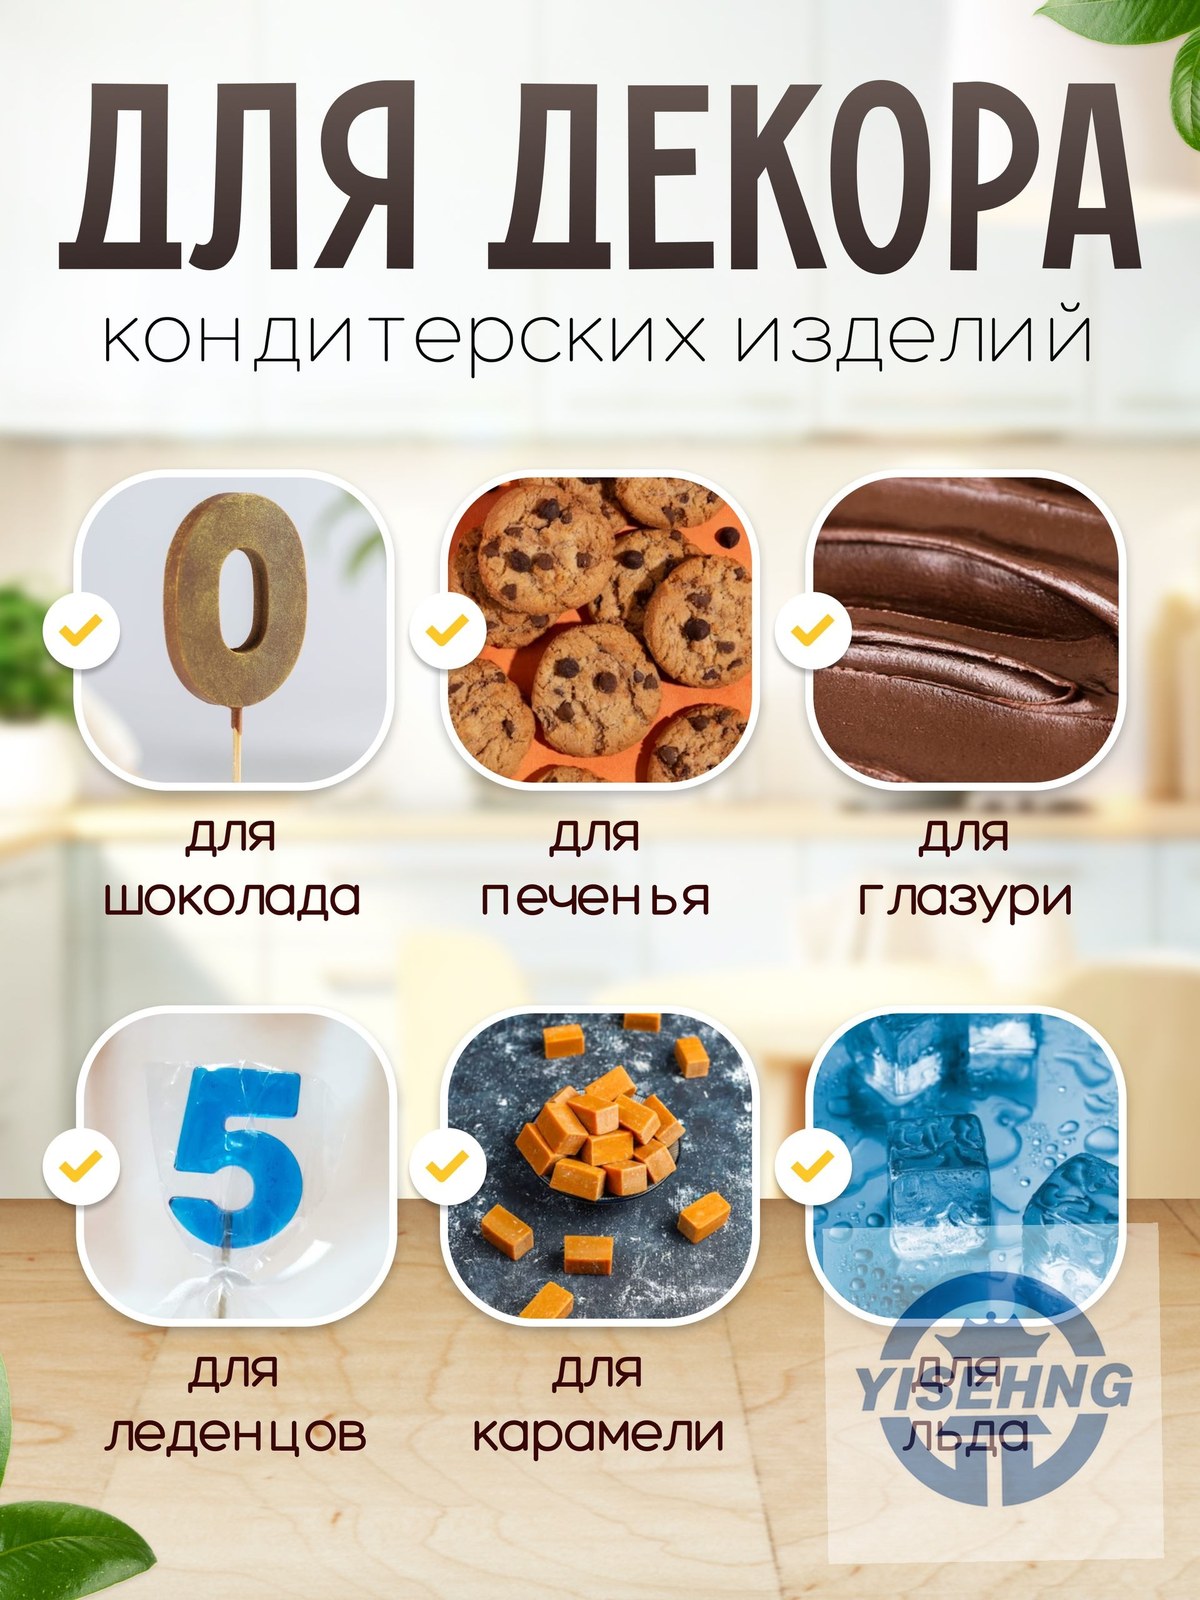 ДЛЯ ДЕКОРА
кондитерских изделий
для
шоколада
для
печенья
для
глазури
для
леденцов
для
карамели
для
льда
YISEHNG